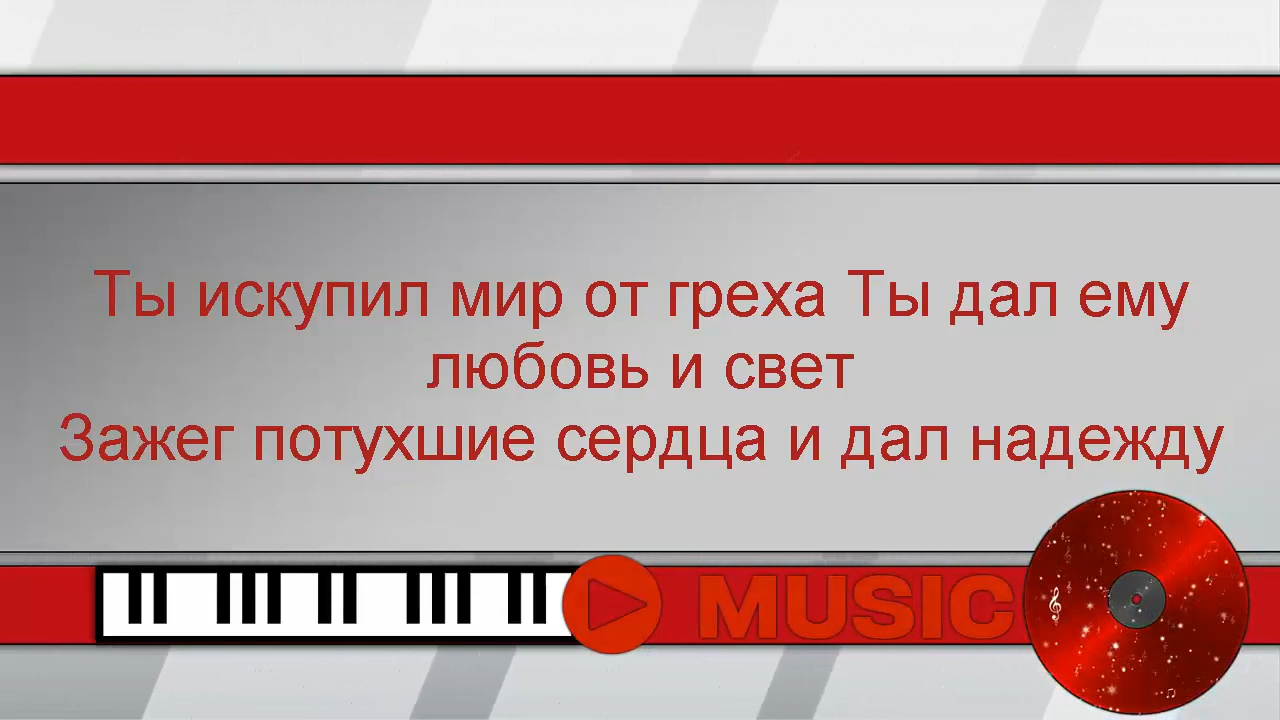 Ты искупил мир от греха Ты дал ему
любовь и свет
Зажег потухшие сердца и дал надежду
MUSIC